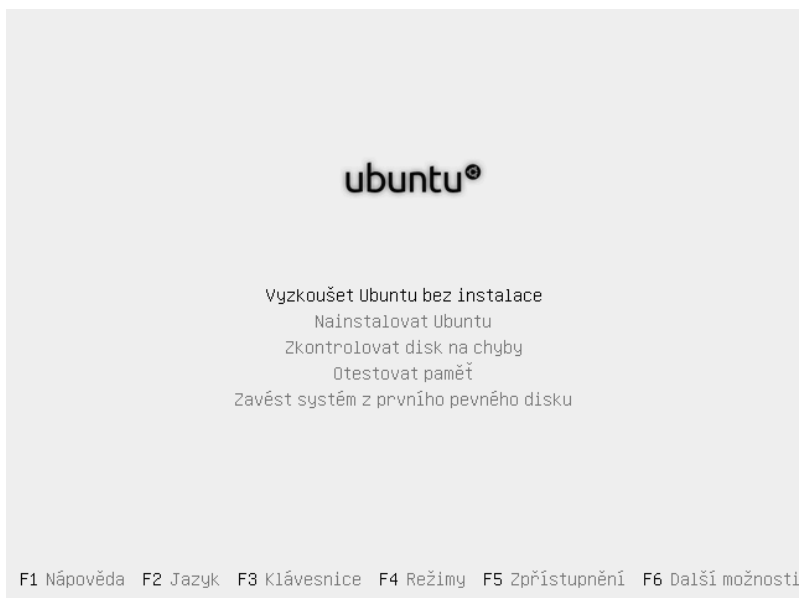 ubuntu
Vyzkoušet Ubuntu bez instalace
Nainstalovat Ubuntu
Zkontrolovat disk na chyby
Otestovat paměť
Zavést systém z prvního pevného disku
F1 Nápověda F2 Jazyk F3 Klávesnice F4 Režimy F5 Zpřístupnění F6 Další možnosti